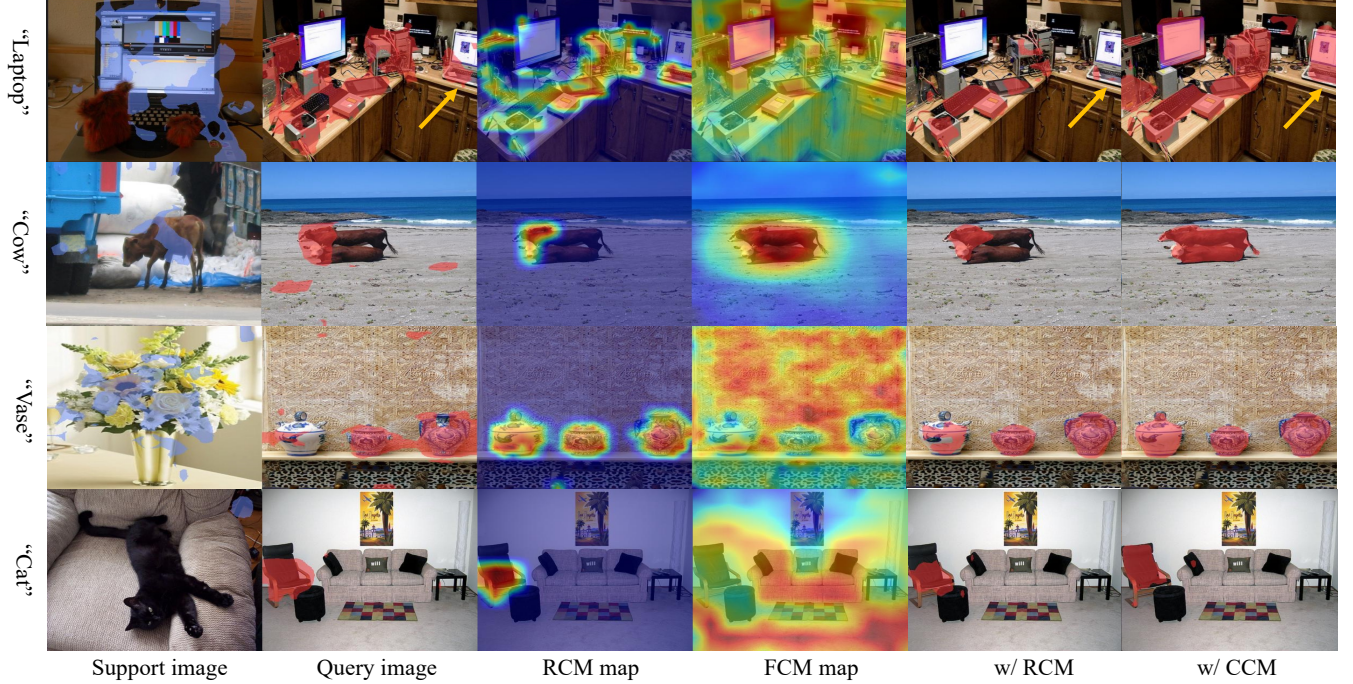 “Laptop”
“Cow”
“Vase”
“Cat”
Support image
Query image
RCM map
FCM map
w/ RCM
w/ CCM